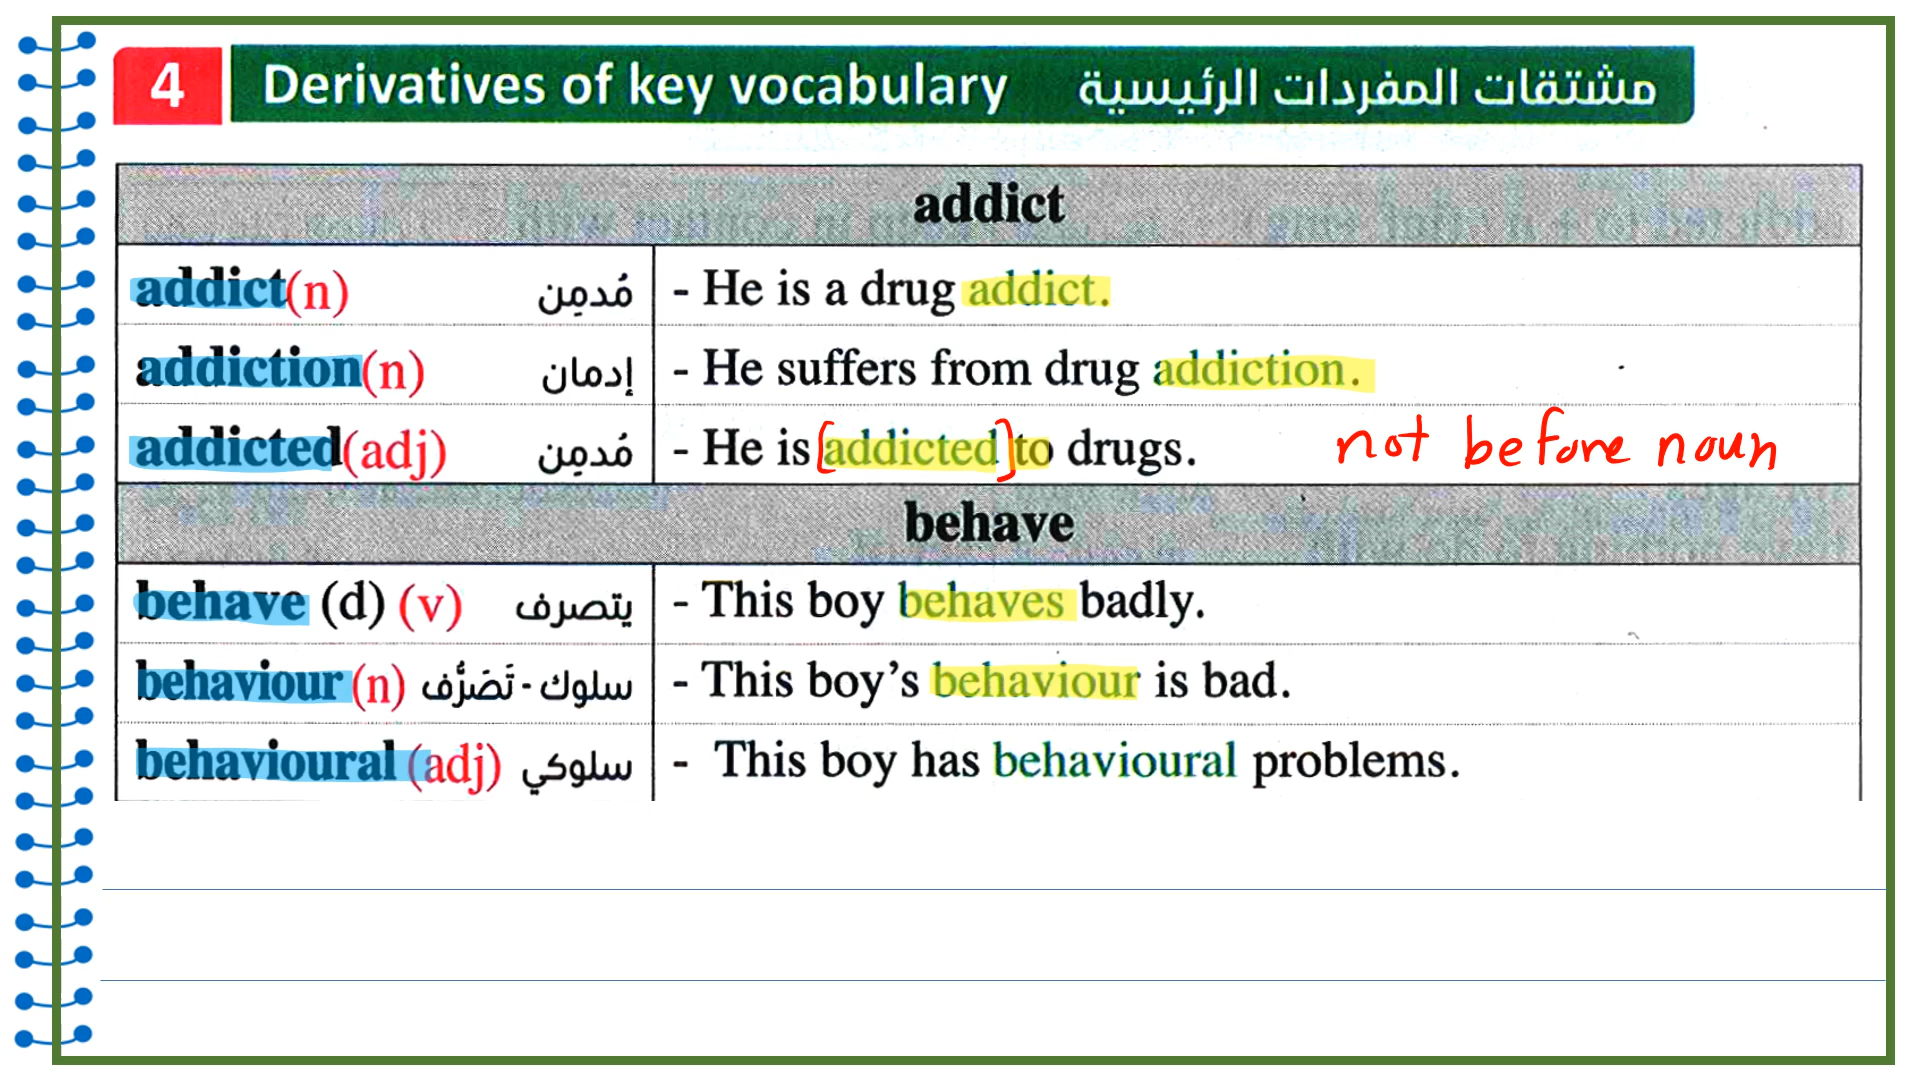 4 Derivatives of key vocabulary مشتقات المفردات الرئيسية
addict
addict(n) مُدمِن - He is a drug addict.
addiction(n) إدمان - He suffers from drug addiction.
addicted(adj) مُدمِن - He is [addicted] to drugs. not before noun
behave
behave (d) (v) يتصرف - This boy behaves badly.
behaviour (n) سلوك - تَصَرُّف - This boy's behaviour is bad.
behavioural (adj) سلوكي - This boy has behavioural problems.